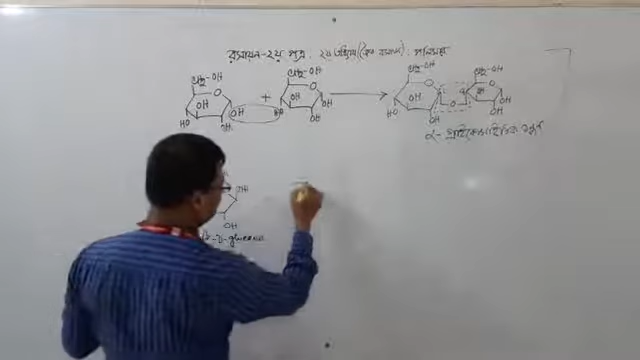 রসায়ন-২য় পত্র. ২য় অধ্যায় (জৈব রসায়ন). পলিমার
CH₂-OH CH₂-OH CH₂-OH CH₂-OH
O + O O O
OH OH OH OH
HO OH HO OH HO O OH
OH OH OH OH
α- গ্লাইকোসাইডিক বন্ধন
OH
OH
α-D-glucose